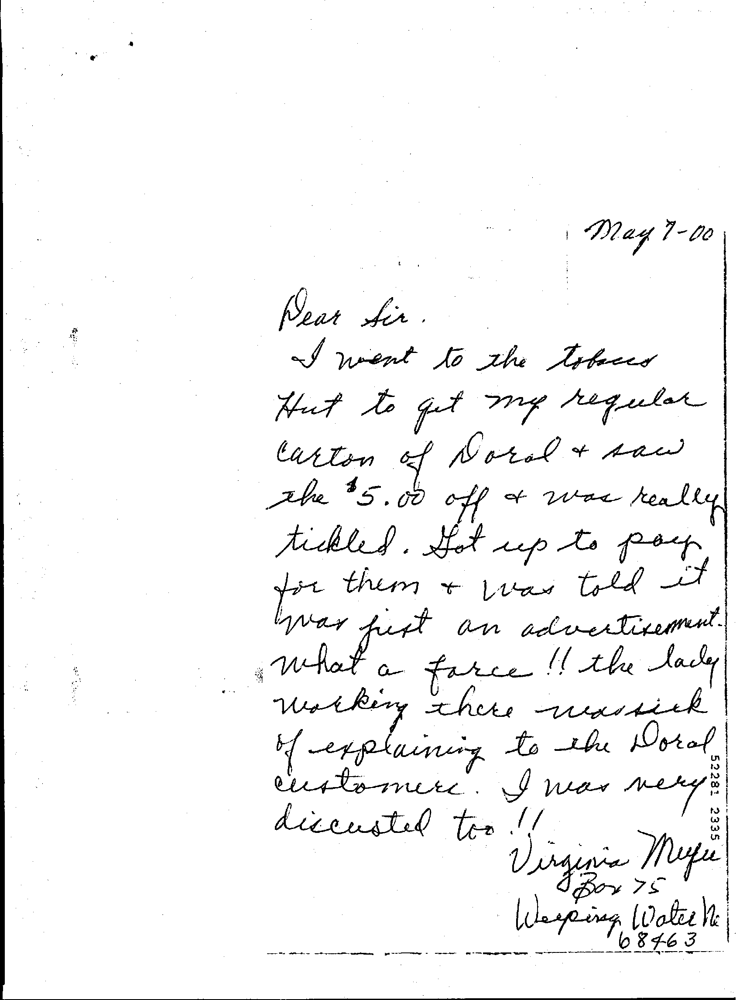 May 7-00
Dear Sir.
I went to the tobacco
Hut to get my regular
carton of Doral + saw
the $5.00 off & was really
tickled. Got up to pay
for them + was told it
was just an advertisement.
what a farce !! the lady
working there was sick
of explaining to the Doral
customers. I was very
discusted too !!
Virginia
Box 75
Weeping Water Ne
68463
52281 2335